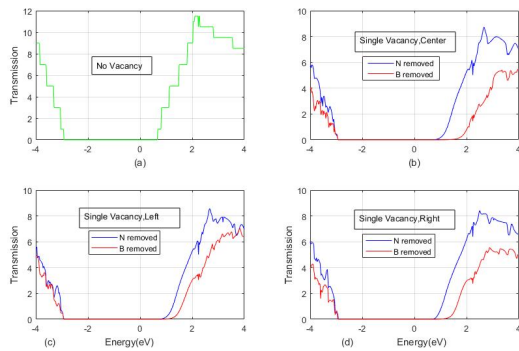 12
10
8
6
4
2
0
-4
-2
0
2
4
Transmission
No Vacancy
(a)
10
8
6
4
2
0
-4
-2
0
2
4
Transmission
Single Vacancy,Center
N removed
B removed
(b)
10
8
6
4
2
0
-4
-2
0
2
4
Transmission
Single Vacancy,Left
N removed
B removed
(c)
Energy(eV)
10
8
6
4
2
0
-4
-2
0
2
4
Transmission
Single Vacancy,Right
N removed
B removed
(d)
Energy(eV)